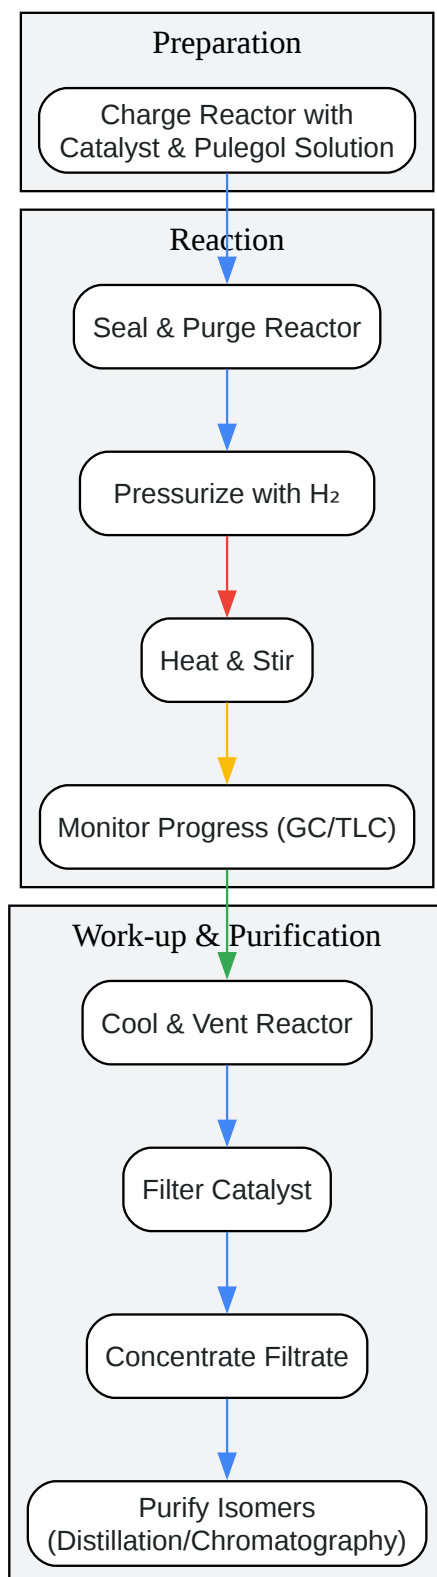 Preparation
Charge Reactor with
Catalyst & Pulegol Solution
Reaction
Seal & Purge Reactor
Pressurize with H₂
Heat & Stir
Monitor Progress (GC/TLC)
Work-up & Purification
Cool & Vent Reactor
Filter Catalyst
Concentrate Filtrate
Purify Isomers
(Distillation/Chromatography)